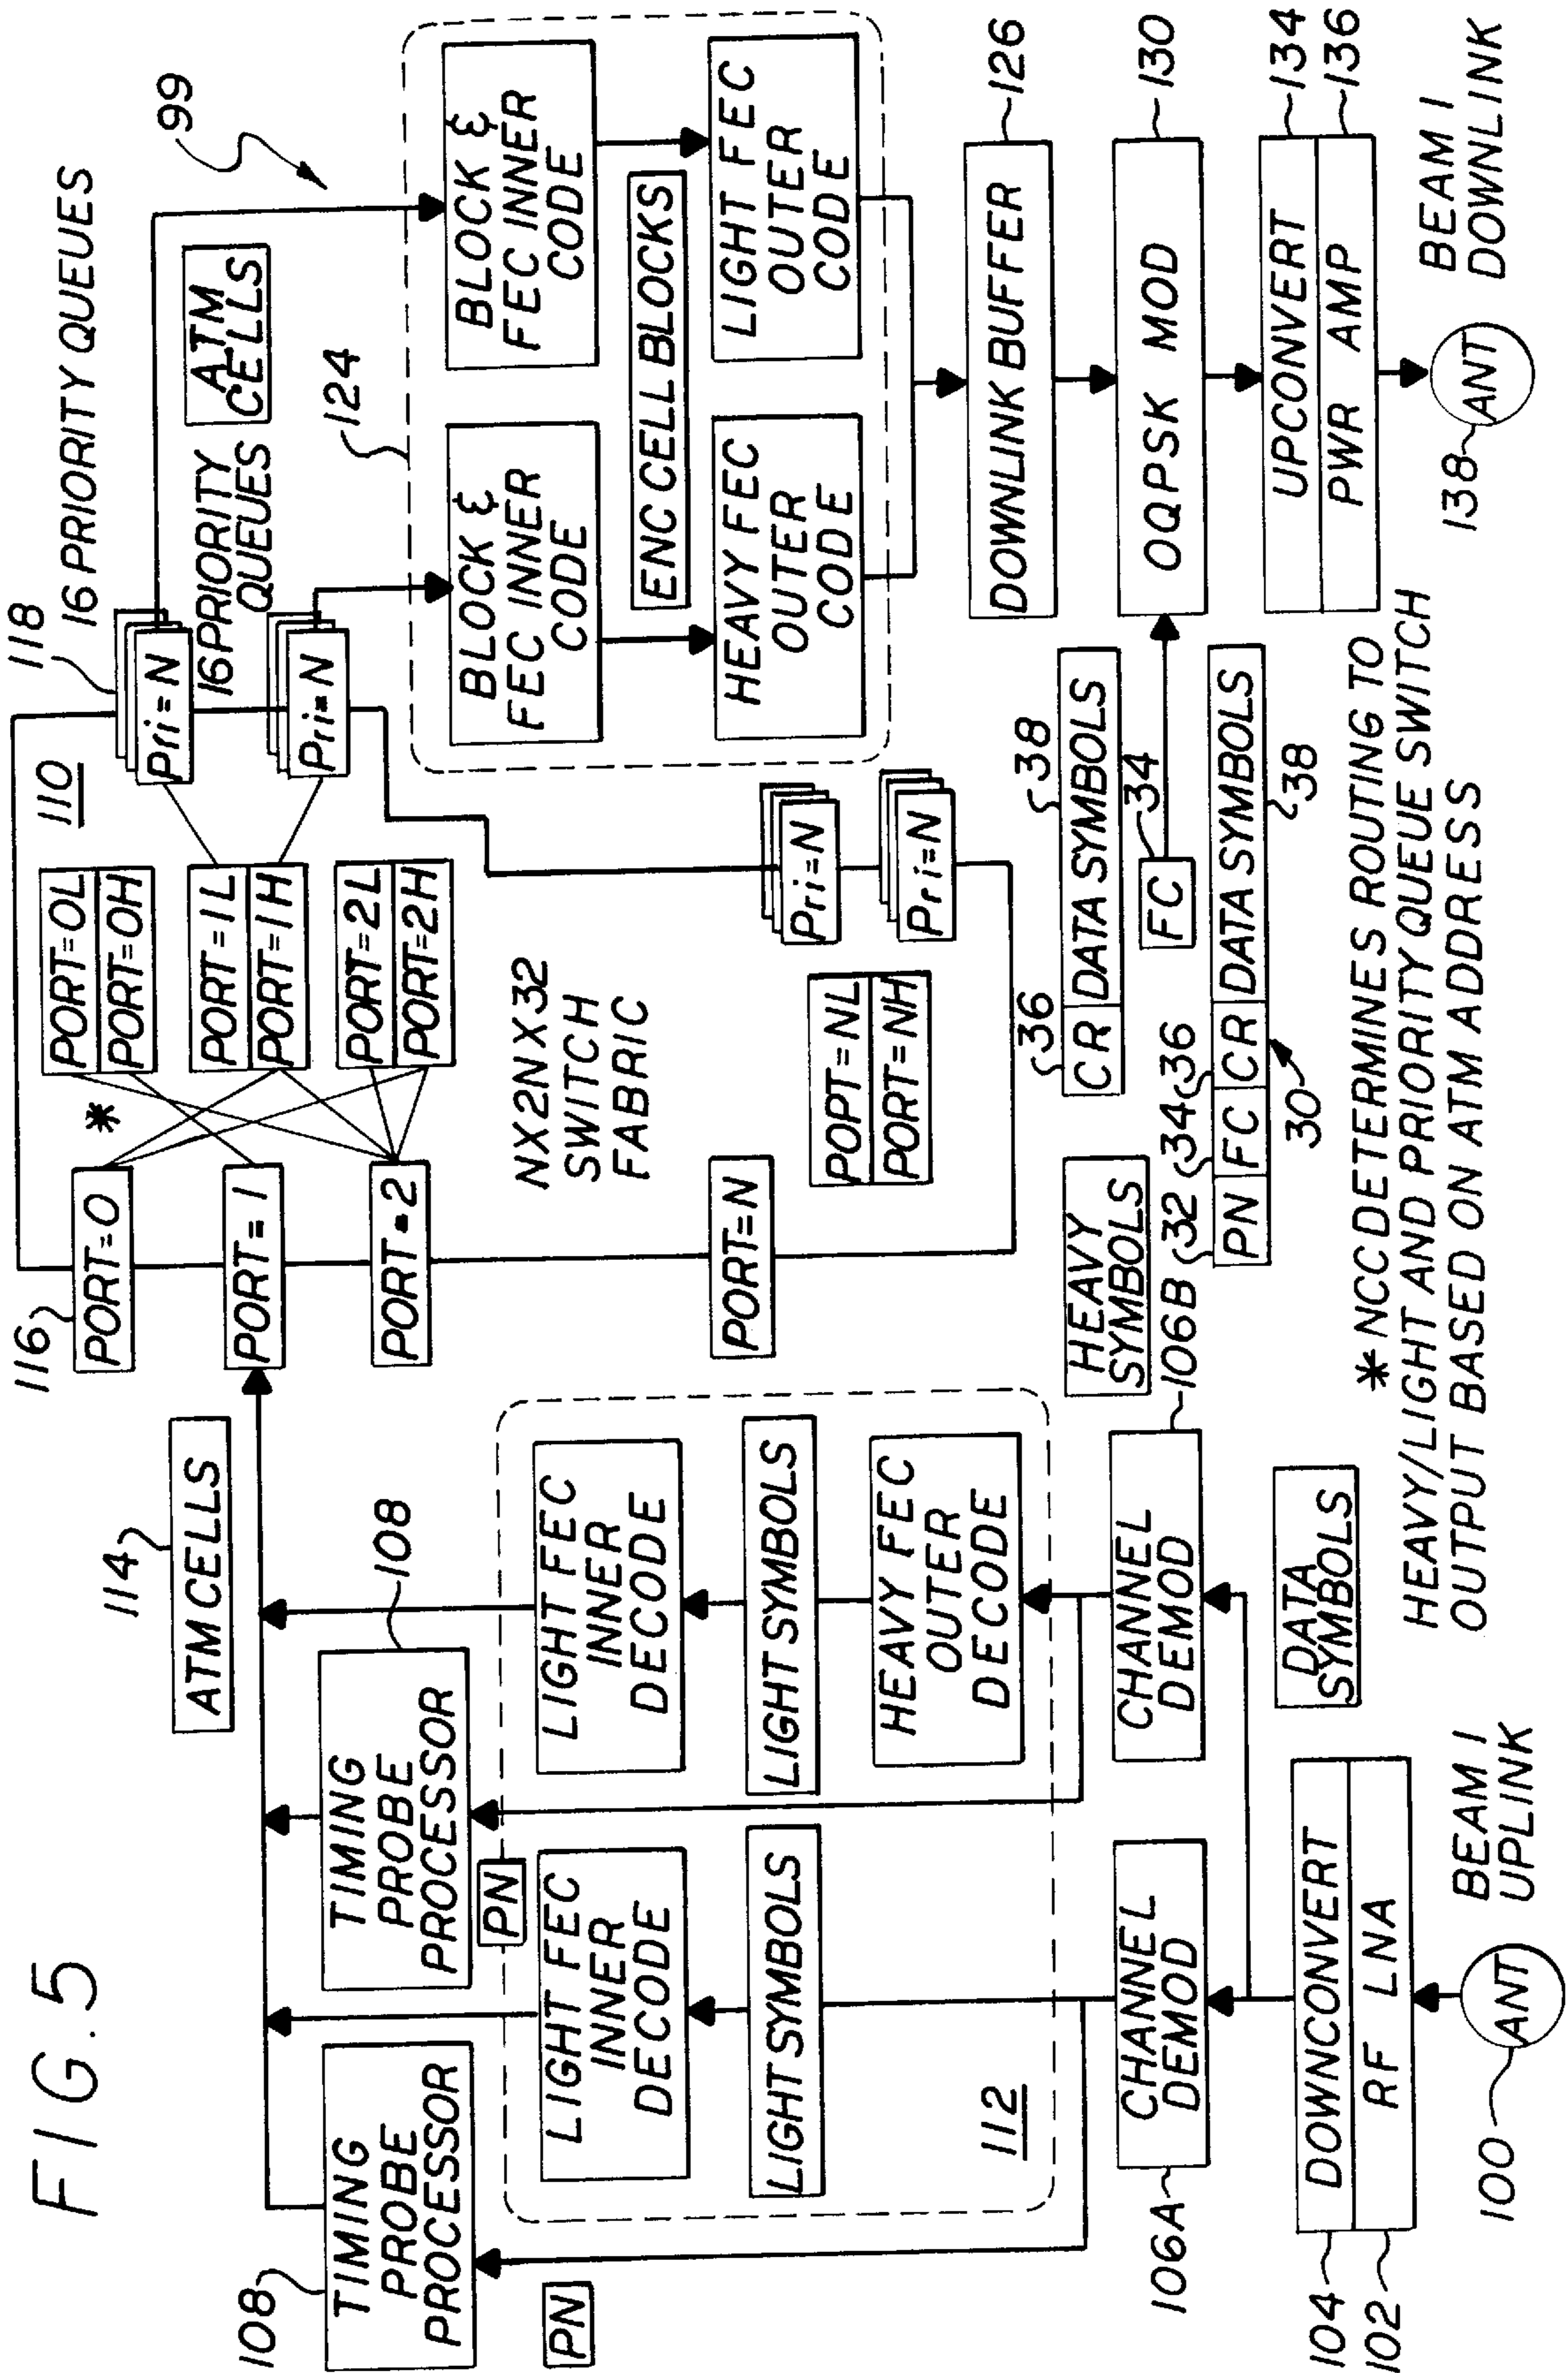 FIG. 5
108
TIMING
PROBE
PROCESSOR
PN
TIMING
PROBE
PROCESSOR
108
PN
114
ATM CELLS
LIGHT FEC
INNER
DECODE
LIGHT SYMBOLS
112
LIGHT FEC
INNER
DECODE
LIGHT SYMBOLS
HEAVY FEC
OUTER
DECODE
106A
CHANNEL
DEMOD
CHANNEL
DEMOD
106B
HEAVY
SYMBOLS
DATA
SYMBOLS
104
DOWNCONVERT
102
RF LNA
100
ANT
BEAM I
UPLINK
116
PORT=0
PORT=1
PORT=2
PORT=N
*
110
PORT=0L
PORT=0H
PORT=1L
PORT=1H
PORT=2L
PORT=2H
NX2NX32
SWITCH
FABRIC
POPT=NL
PORT=NH
118
16 PRIORITY QUEUES
Pri=N
16 PRIORITY
QUEUES
Pri=N
Pri=N
Pri=N
ATM
CELLS
99
124
BLOCK &
FEC INNER
CODE
BLOCK &
FEC INNER
CODE
ENC CELL BLOCKS
HEAVY FEC
OUTER
CODE
LIGHT FEC
OUTER
CODE
DOWNLINK BUFFER
126
36
38
CR
DATA SYMBOLS
34
FC
OQPSK MOD
130
32
34
36
PN
FC
CR
DATA SYMBOLS
30
38
UPCONVERT
134
PWR AMP
136
138
ANT
BEAM I
DOWNLINK
* NCC DETERMINES ROUTING TO
HEAVY/LIGHT AND PRIORITY QUEUE SWITCH
OUTPUT BASED ON ATM ADDRESS